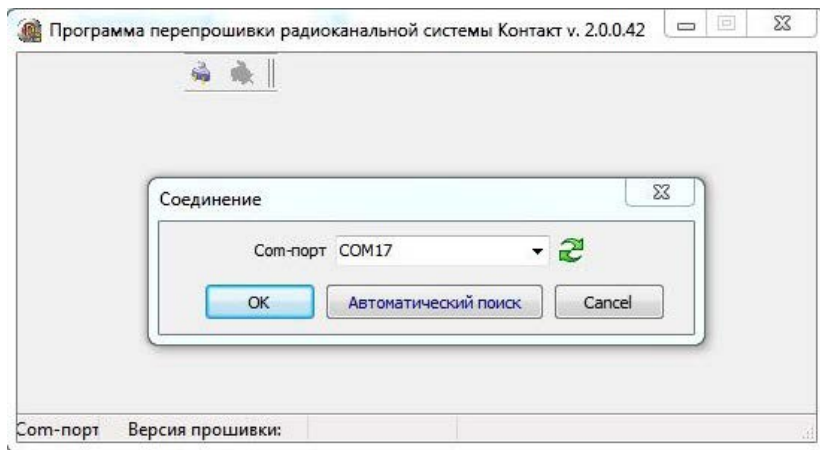 Программа перепрошивки радиоканальной системы Контакт v. 2.0.0.42
Соединение
Com-порт COM17
OK Автоматический поиск Cancel
Com-порт Версия прошивки: